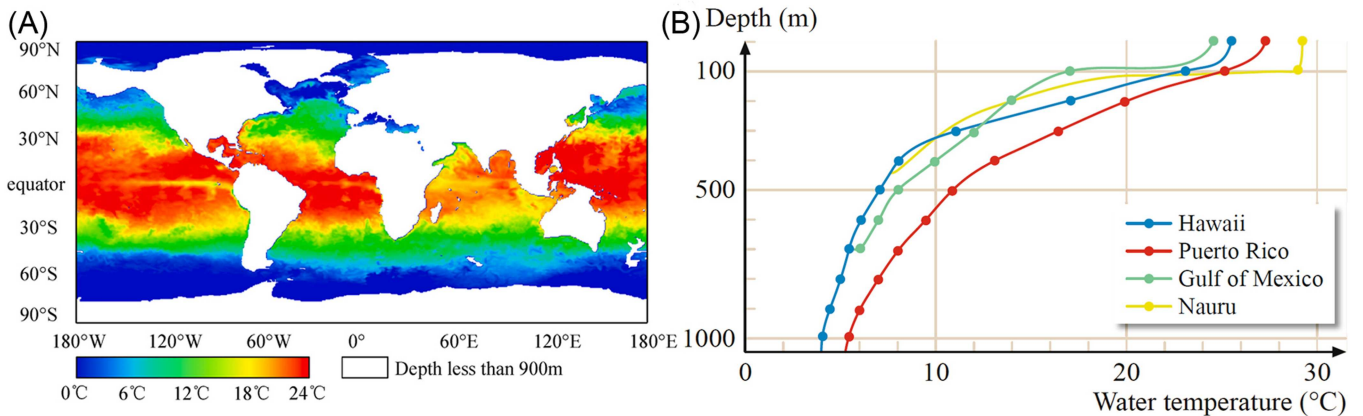 (A)
90°N
60°N
30°N
equator
30°S
60°S
90°S
180°W 120°W 60°W 0° 60°E 120°E 180°E
0℃ 6℃ 12℃ 18℃ 24℃
Depth less than 900m
(B)
Depth (m)
100
500
1000
0 10 20 30
Water temperature (°C)
Hawaii
Puerto Rico
Gulf of Mexico
Nauru